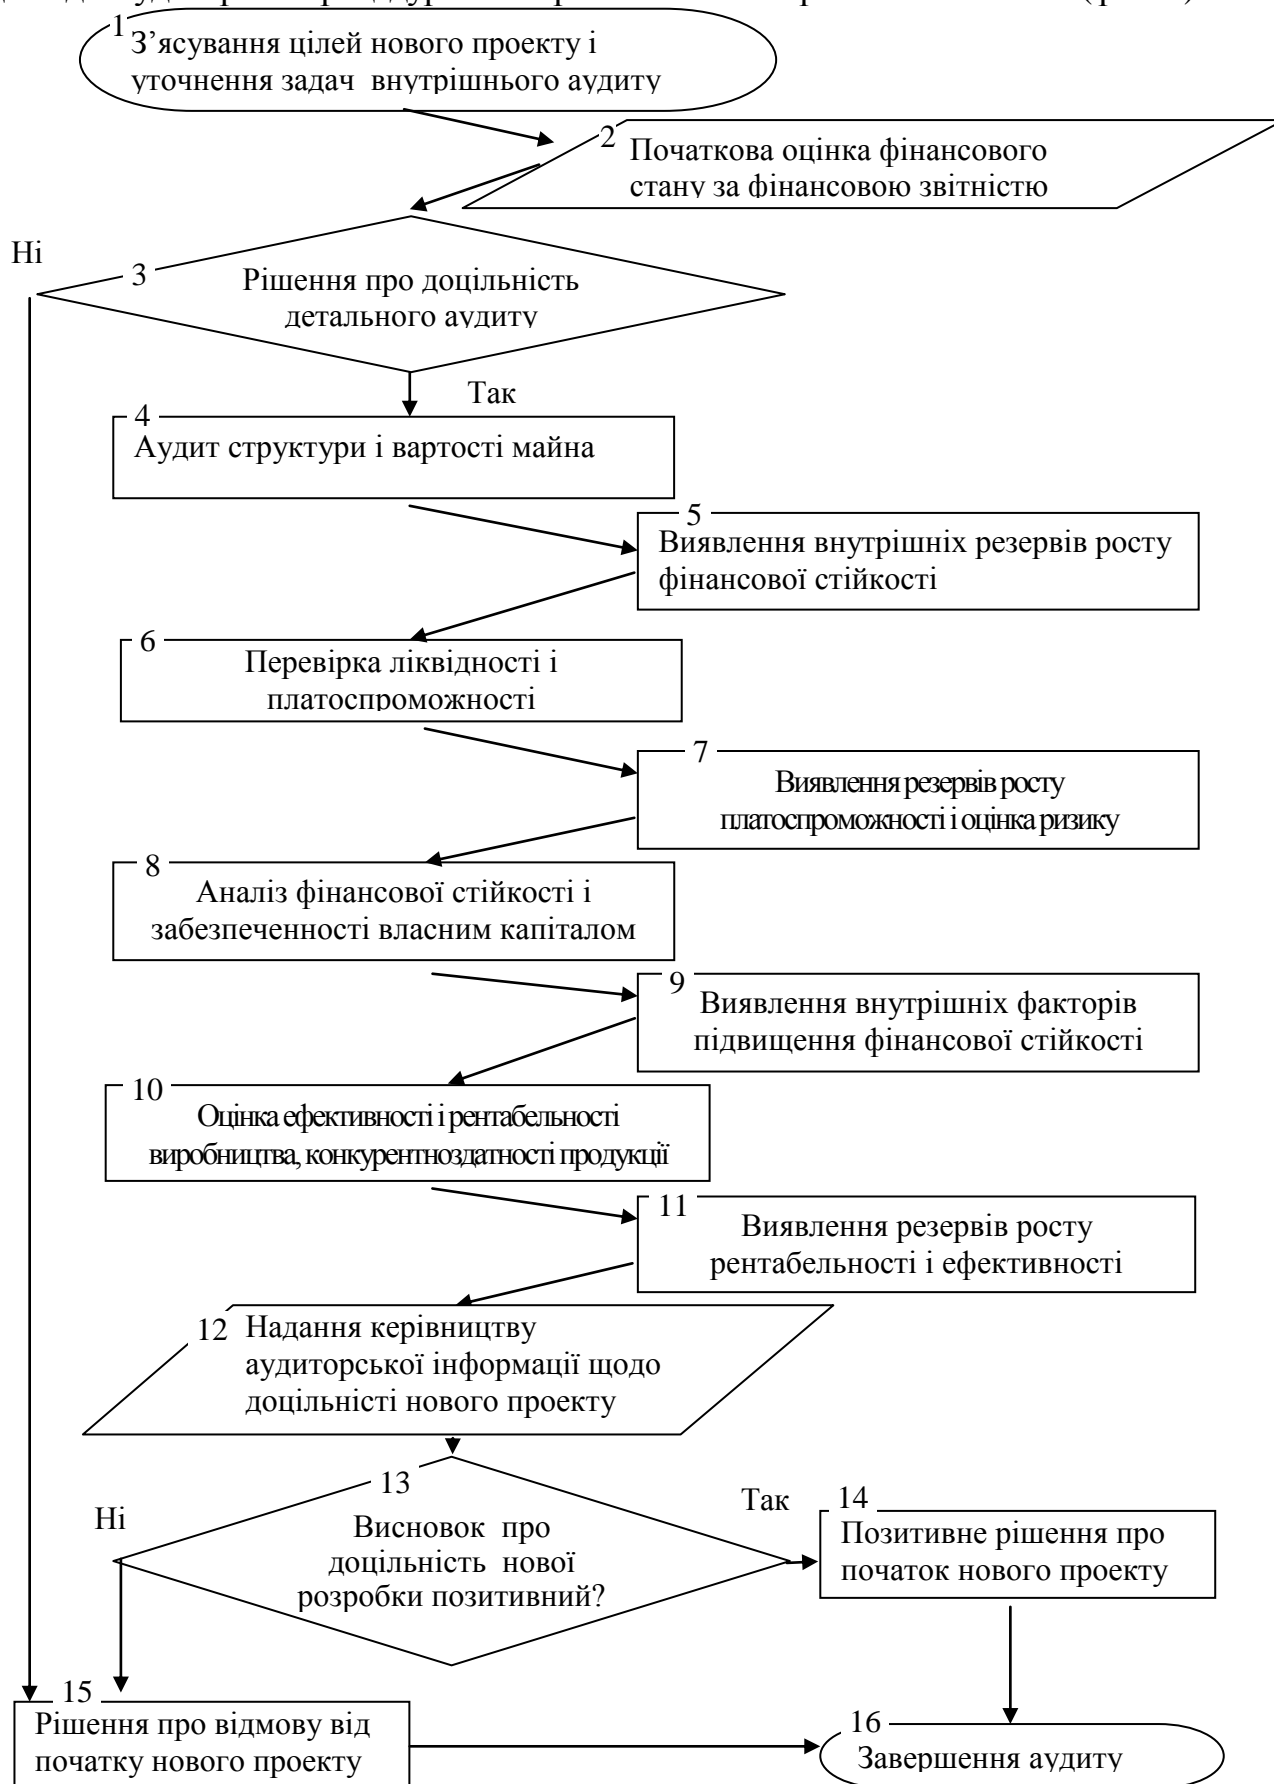 1
З’ясування цілей нового проекту і
уточнення задач внутрішнього аудиту
2
Початкова оцінка фінансового
стану за фінансовою звітністю
Ні
3
Рішення про доцільність
детального аудиту
Так
4
Аудит структури і вартості майна
5
Виявлення внутрішніх резервів росту
фінансової стійкості
6
Перевірка ліквідності і
платоспроможності
7
Виявлення резервів росту
платоспроможності і оцінка ризику
8
Аналіз фінансової стійкості і
забезпеченності власним капіталом
9
Виявлення внутрішніх факторів
підвищення фінансової стійкості
10
Оцінка ефективності і рентабельності
виробництва, конкурентноздатності продукції
11
Виявлення резервів росту
рентабельності і ефективності
12 Надання керівництву
аудиторської інформації щодо
доцільністі нового проекту
13
Ні
Так
Висновок про
доцільність нової
розробки позитивний?
14
Позитивне рішення про
початок нового проекту
15
Рішення про відмову від
початку нового проекту
16
Завершення аудиту